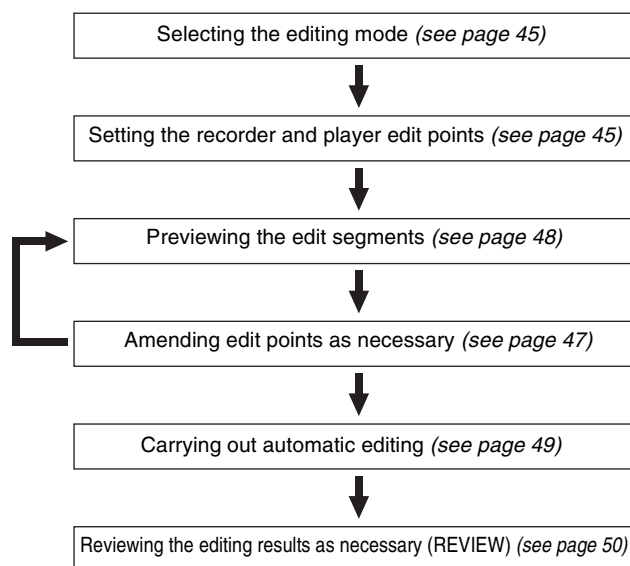 Selecting the editing mode (see page 45)
Setting the recorder and player edit points (see page 45)
Previewing the edit segments (see page 48)
Amending edit points as necessary (see page 47)
Carrying out automatic editing (see page 49)
Reviewing the editing results as necessary (REVIEW) (see page 50)